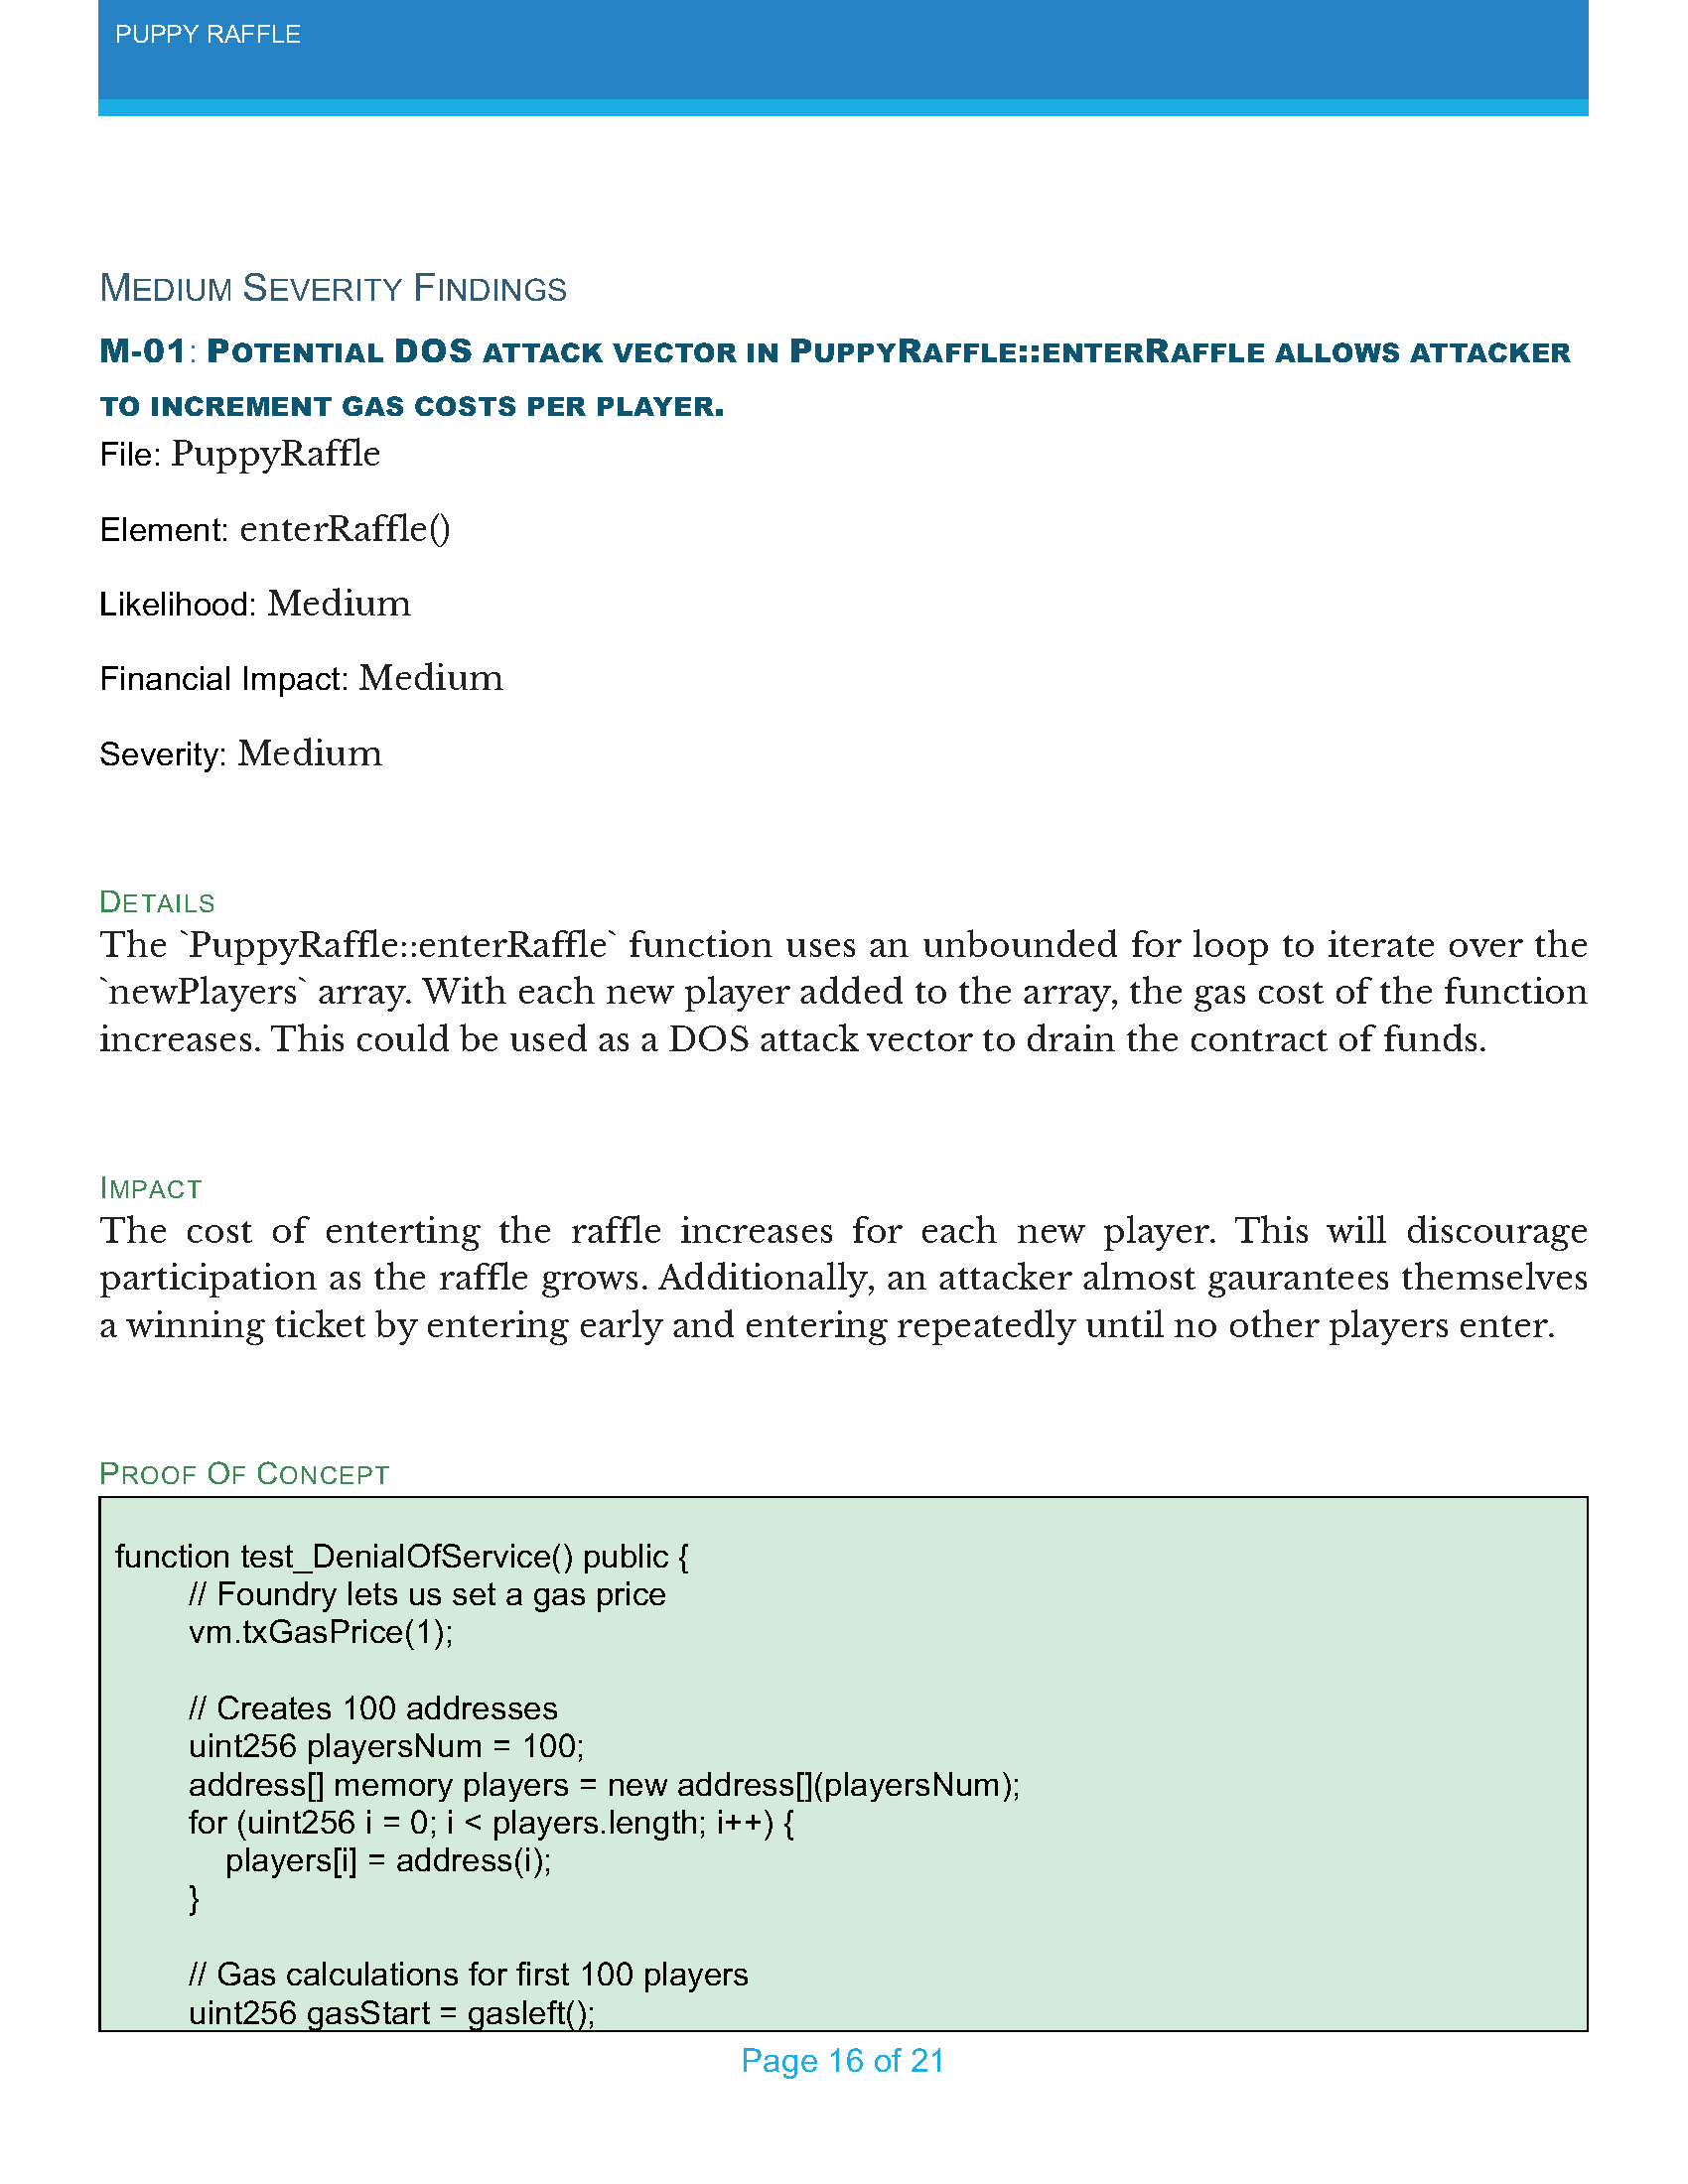 PUPPY RAFFLE
MEDIUM SEVERITY FINDINGS
M-01: POTENTIAL DOS ATTACK VECTOR IN PUPPYRAFFLE::ENTERRAFFLE ALLOWS ATTACKER
TO INCREMENT GAS COSTS PER PLAYER.
File: PuppyRaffle
Element: enterRaffle()
Likelihood: Medium
Financial Impact: Medium
Severity: Medium
DETAILS
The `PuppyRaffle::enterRaffle` function uses an unbounded for loop to iterate over the
`newPlayers` array. With each new player added to the array, the gas cost of the function
increases. This could be used as a DOS attack vector to drain the contract of funds.
IMPACT
The cost of enterting the raffle increases for each new player. This will discourage
participation as the raffle grows. Additionally, an attacker almost gaurantees themselves
a winning ticket by entering early and entering repeatedly until no other players enter.
PROOF OF CONCEPT
function test_DenialOfService() public {
// Foundry lets us set a gas price
vm.txGasPrice(1);
// Creates 100 addresses
uint256 playersNum = 100;
address[] memory players = new address[](playersNum);
for (uint256 i = 0; i < players.length; i++) {
players[i] = address(i);
}
// Gas calculations for first 100 players
uint256 gasStart = gasleft();
Page 16 of 21